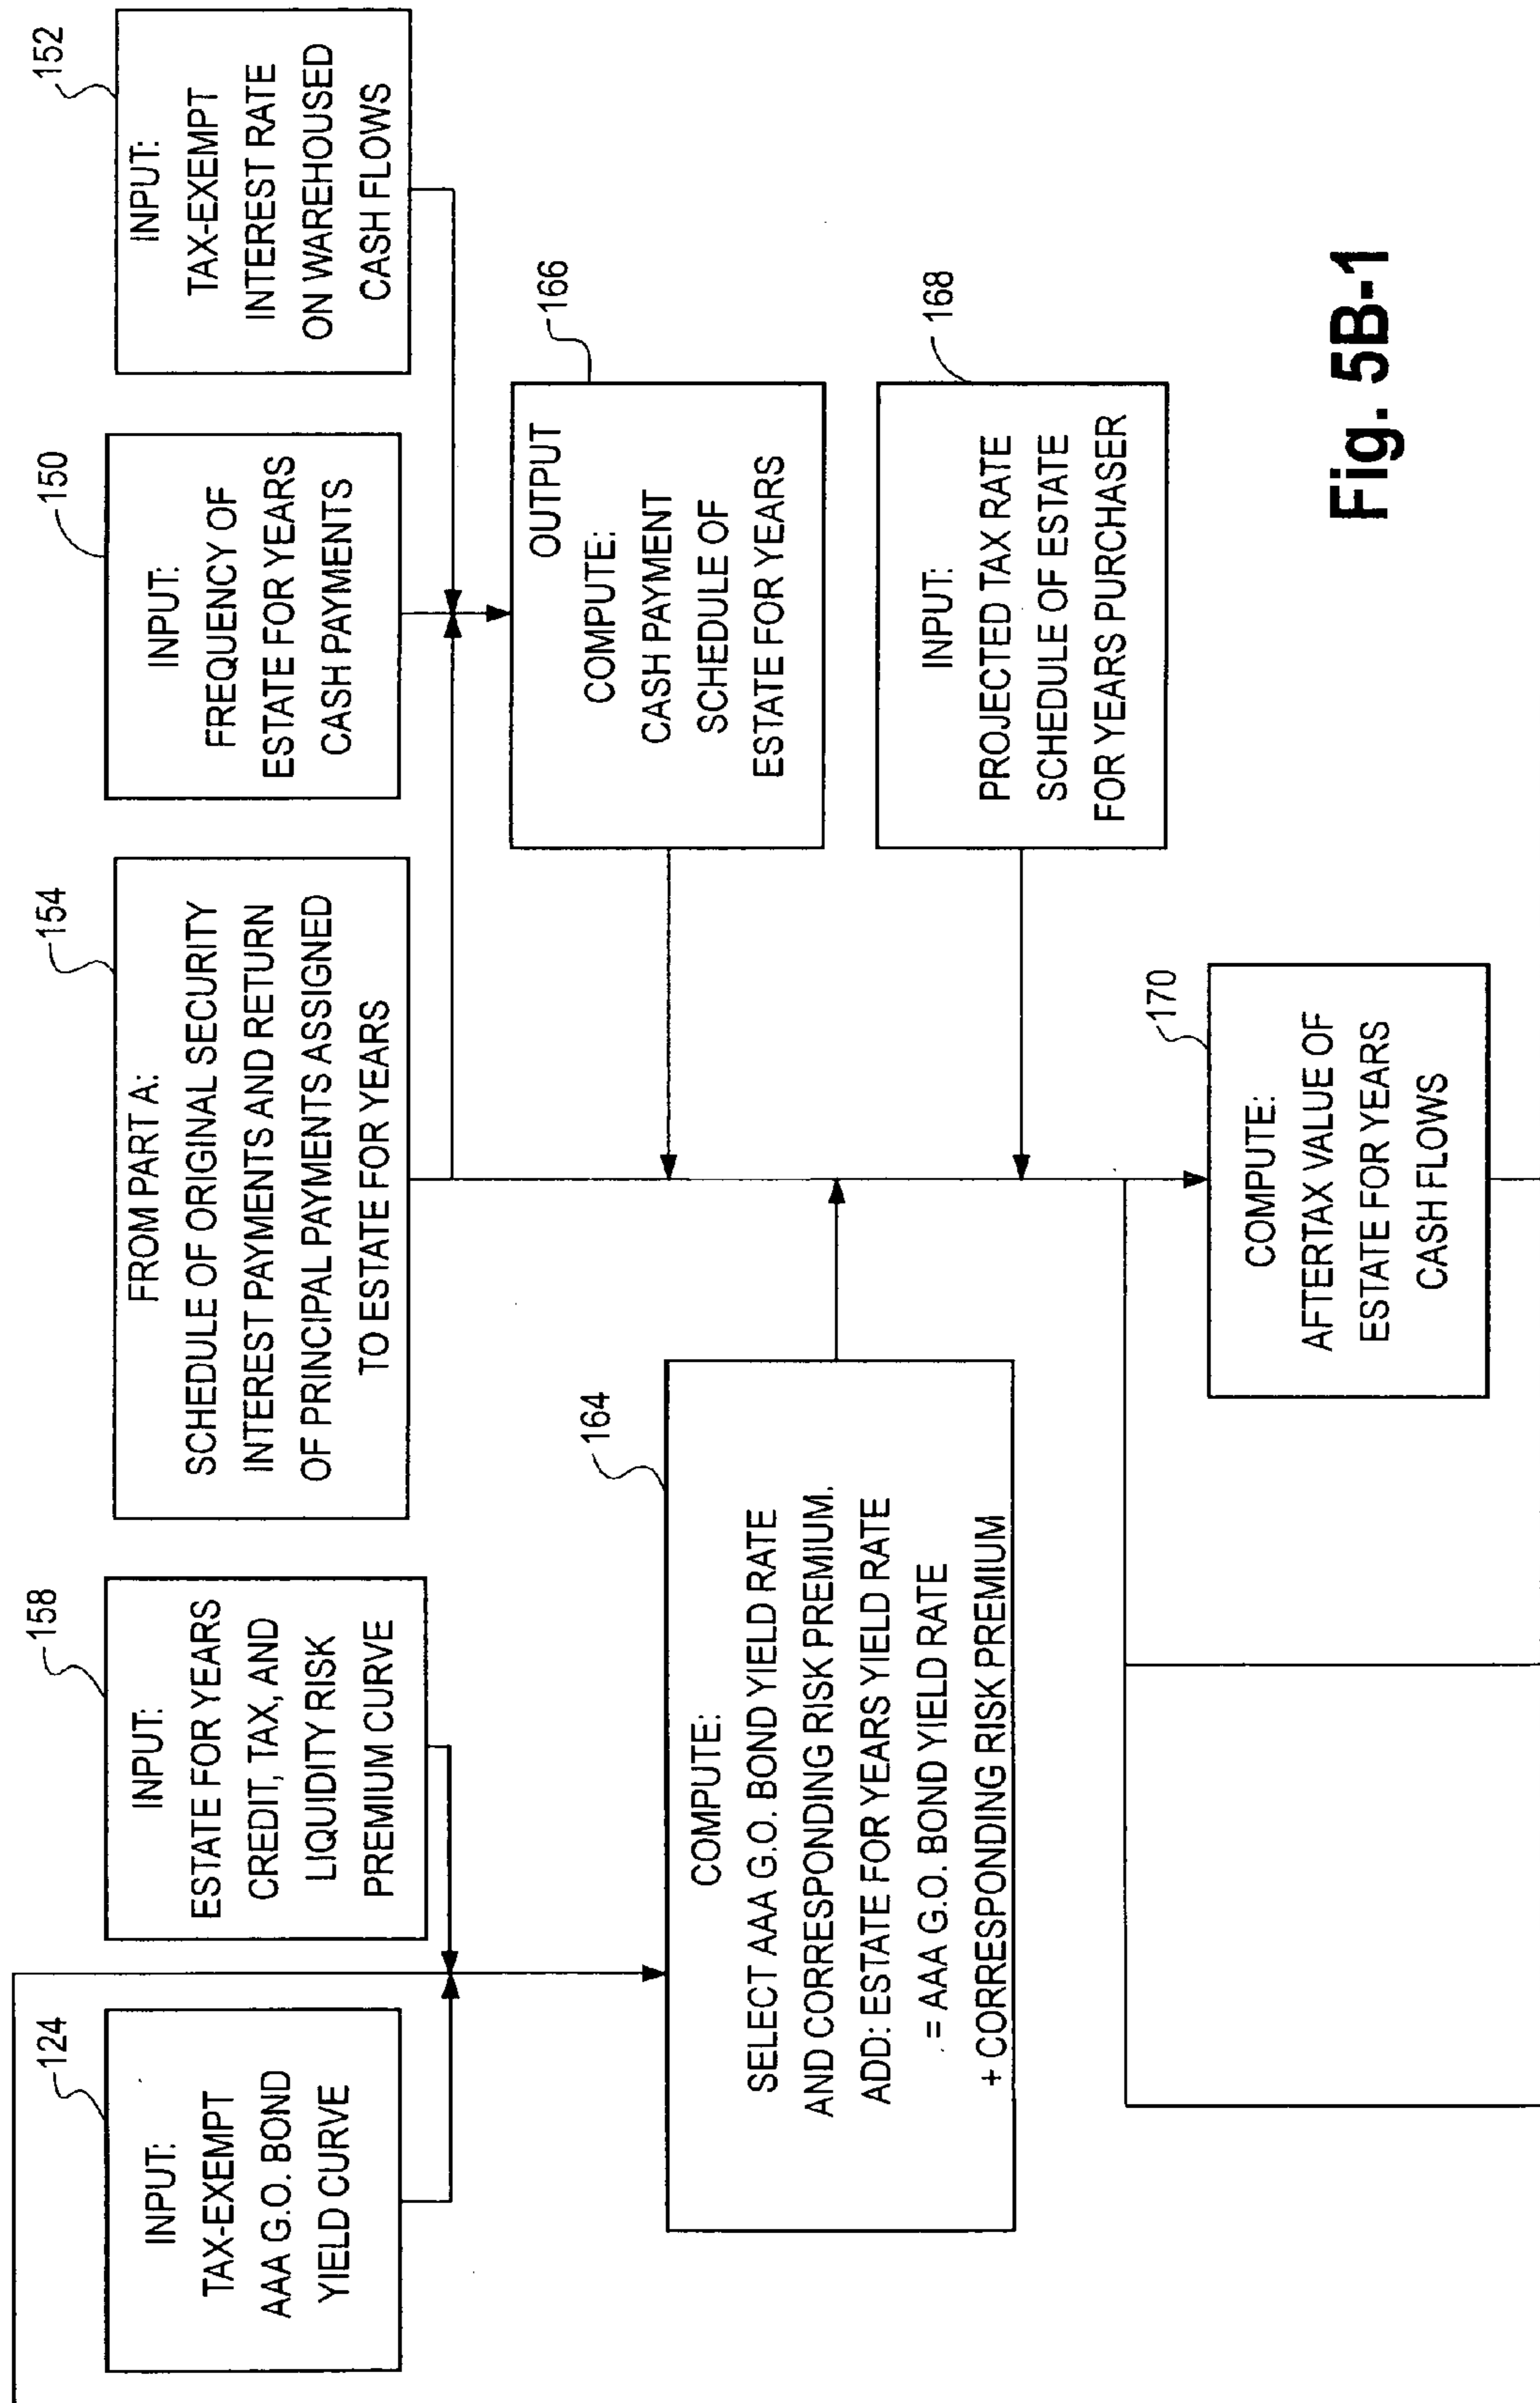 124
INPUT:
TAX-EXEMPT
AAA G.O. BOND
YIELD CURVE
158
INPUT:
ESTATE FOR YEARS
CREDIT, TAX, AND
LIQUIDITY RISK
PREMIUM CURVE
154
FROM PART A:
SCHEDULE OF ORIGINAL SECURITY
INTEREST PAYMENTS AND RETURN
OF PRINCIPAL PAYMENTS ASSIGNED
TO ESTATE FOR YEARS
150
INPUT:
FREQUENCY OF
ESTATE FOR YEARS
CASH PAYMENTS
152
INPUT:
TAX-EXEMPT
INTEREST RATE
ON WAREHOUSED
CASH FLOWS
164
COMPUTE:
SELECT AAA G.O. BOND YIELD RATE
AND CORRESPONDING RISK PREMIUM.
ADD: ESTATE FOR YEARS YIELD RATE
= AAA G.O. BOND YIELD RATE
+ CORRESPONDING RISK PREMIUM
166
OUTPUT
COMPUTE:
CASH PAYMENT
SCHEDULE OF
ESTATE FOR YEARS
168
INPUT:
PROJECTED TAX RATE
SCHEDULE OF ESTATE
FOR YEARS PURCHASER
170
COMPUTE:
AFTERTAX VALUE OF
ESTATE FOR YEARS
CASH FLOWS
Fig. 5B-1